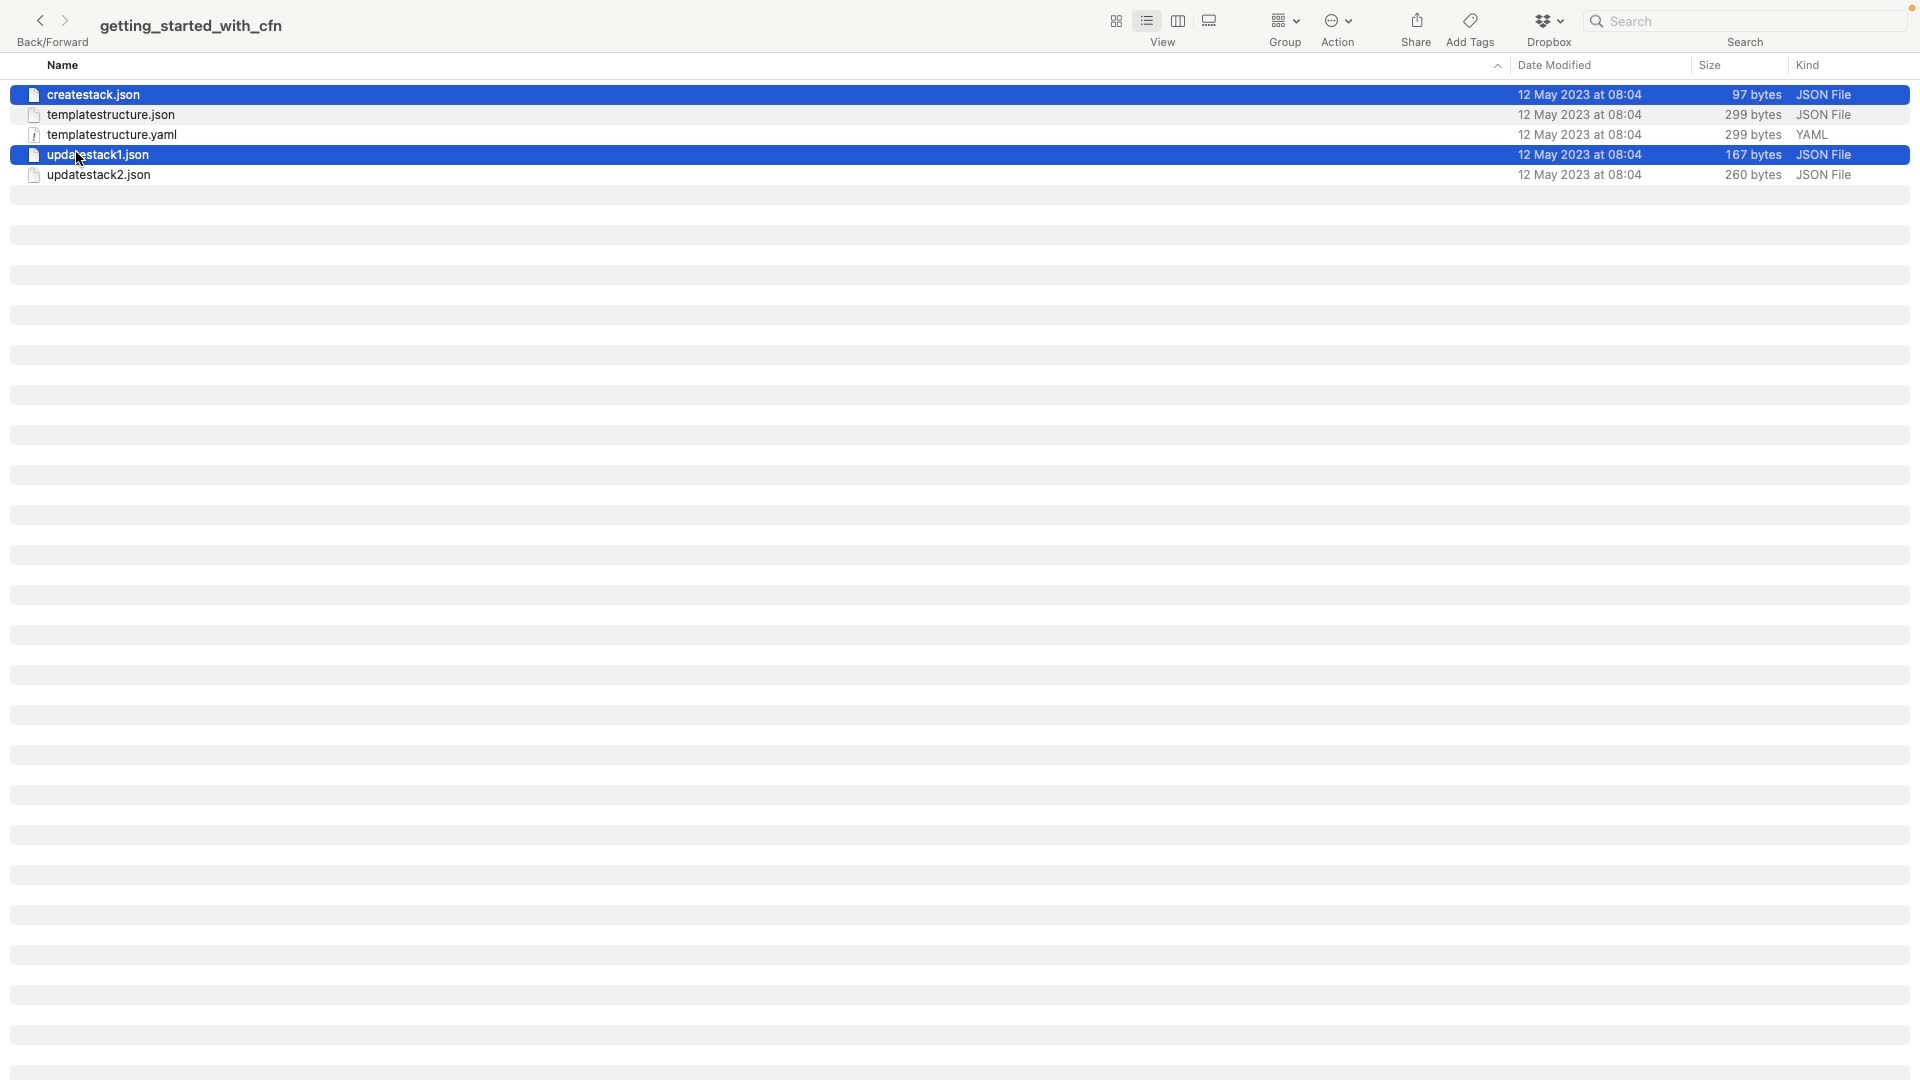 getting_started_with_cfn
Back/Forward
View
Group
Action
Share
Add Tags
Dropbox
Search
Search
Name
Date Modified
Size
Kind
createstack.json 12 May 2023 at 08:04 97 bytes JSON File
templatestructure.json 12 May 2023 at 08:04 299 bytes JSON File
templatestructure.yaml 12 May 2023 at 08:04 299 bytes YAML
updatestack1.json 12 May 2023 at 08:04 167 bytes JSON File
updatestack2.json 12 May 2023 at 08:04 260 bytes JSON File